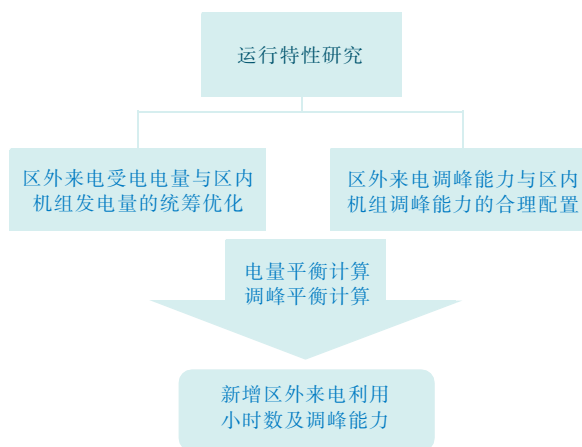 运行特性研究
区外来电受电电量与区内
机组发电量的统筹优化
区外来电调峰能力与区内
机组调峰能力的合理配置
电量平衡计算
调峰平衡计算
新增区外来电利用
小时数及调峰能力